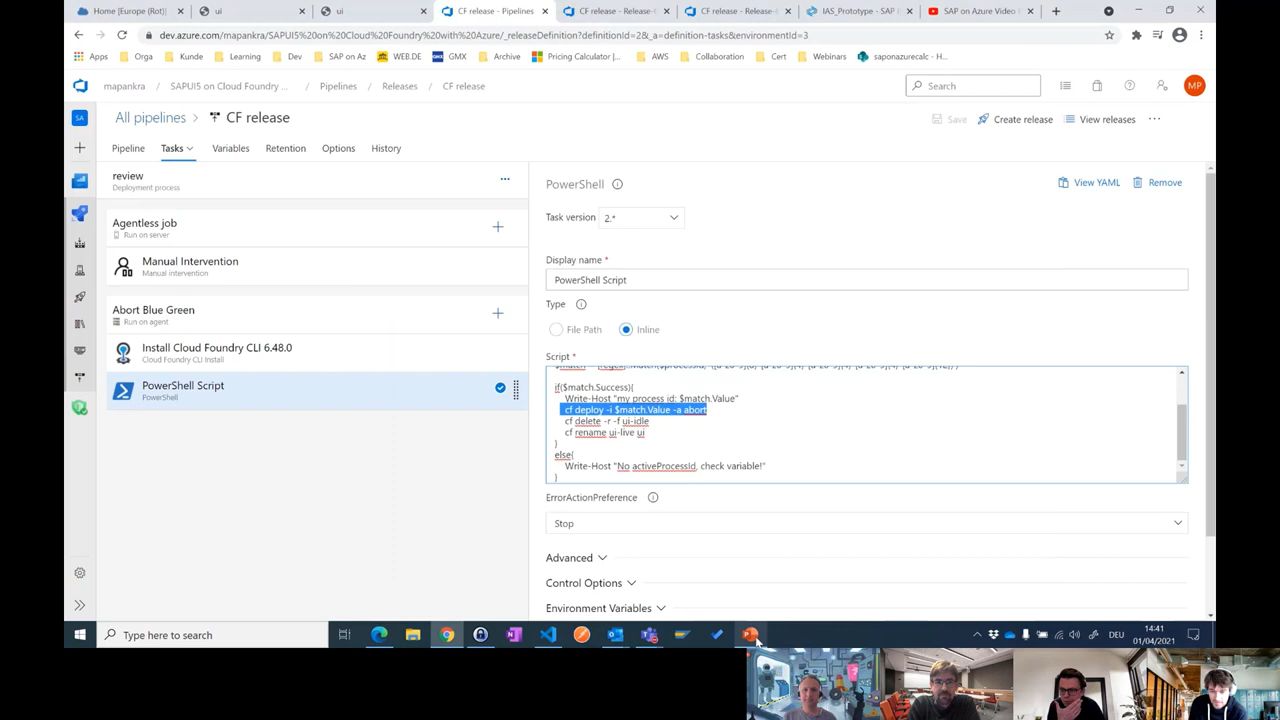 Home [Europe (Rot)]
ui
ui
CF release - Pipelines
CF release - Release-
CF release - Release-
IAS_Prototype - SAP B
SAP on Azure Video
dev.azure.com/mapankra/SAPUI5%20on%20Cloud%20Foundry%20with%20Azure/_releaseDefinition?definitionId=2&_a=definition-tasks&environmentId=3
Apps
Orga
Kunde
Learning
Dev
SAP on Az
WEB.DE
GMX
Archive
Pricing Calculator |...
AWS
Collaboration
Cert
Webinars
saponazurecalc - H...
mapankra / SAPUI5 on Cloud Foundry ... / Pipelines / Releases / CF release
Search
MP
SA
All pipelines > CF release
Save
Create release
View releases
Pipeline
Tasks
Variables
Retention
Options
History
review
Deployment process
Agentless job
Run on server
Manual Intervention
Manual intervention
Abort Blue Green
Run on agent
Install Cloud Foundry CLI 6.48.0
Cloud Foundry CLI Install
PowerShell Script
PowerShell
PowerShell
View YAML
Remove
Task version 2.*
Display name *
PowerShell Script
Type
File Path
Inline
Script *
if($match.Success){
Write-Host "my process id: $match.Value"
cf deploy -i $match.Value -a abort
cf delete -r -f ui-idle
cf rename ui-live ui
}
else{
Write-Host "No activeProcessId, check variable!"
}
ErrorActionPreference
Stop
Advanced
Control Options
Environment Variables
Type here to search
DEU
14:41
01/04/2021